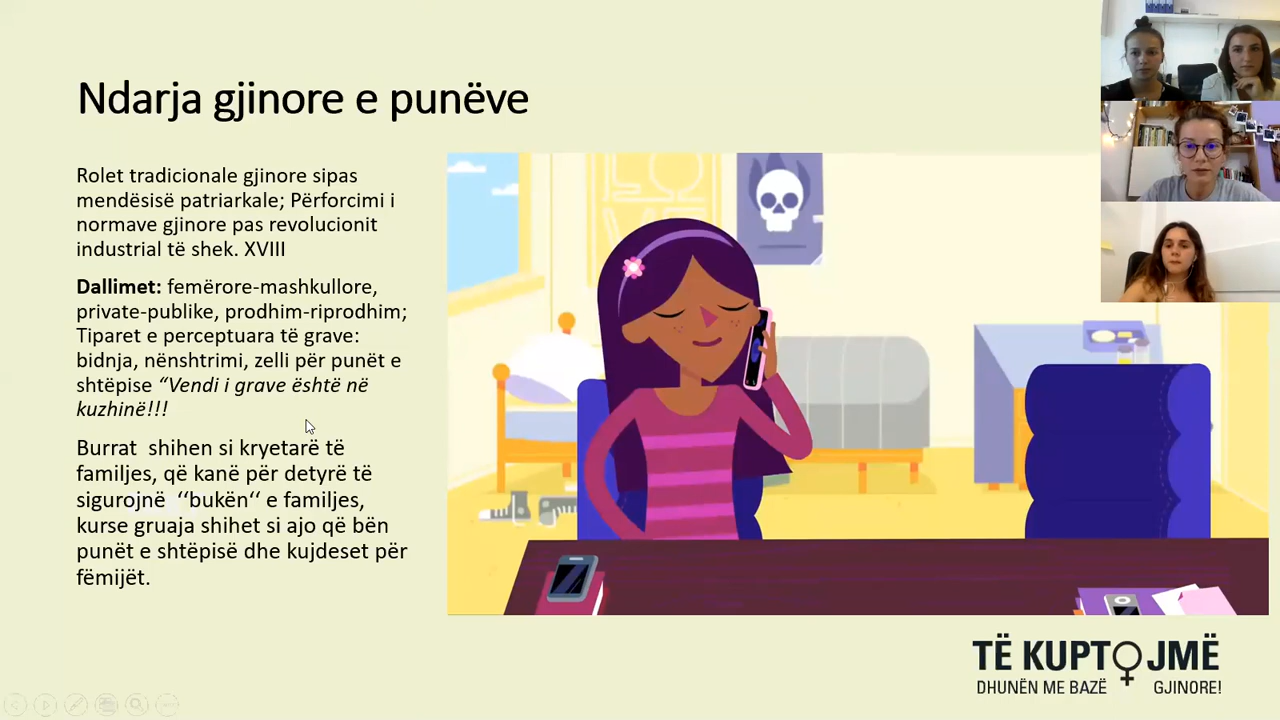 Ndarja gjinore e punëve
Rolet tradicionale gjinore sipas
mendësisë patriarkale; Përforcimi i
normave gjinore pas revolucionit
industrial të shek. XVIII
Dallimet: femërore-mashkullore,
private-publike, prodhim-riprodhim;
Tiparet e perceptuara të grave:
bidnja, nënshtrimi, zelli për punët e
shtëpise “Vendi i grave është në
kuzhinë!!!
Burrat  shihen si kryetarë të
familjes, që kanë për detyrë të
sigurojnë ‘‘bukën‘‘ e familjes,
kurse gruaja shihet si ajo që bën
punët e shtëpisë dhe kujdeset për
fëmijët.
LOVE
TË KUPTOJMË
DHUNËN ME BAZË GJINORE!